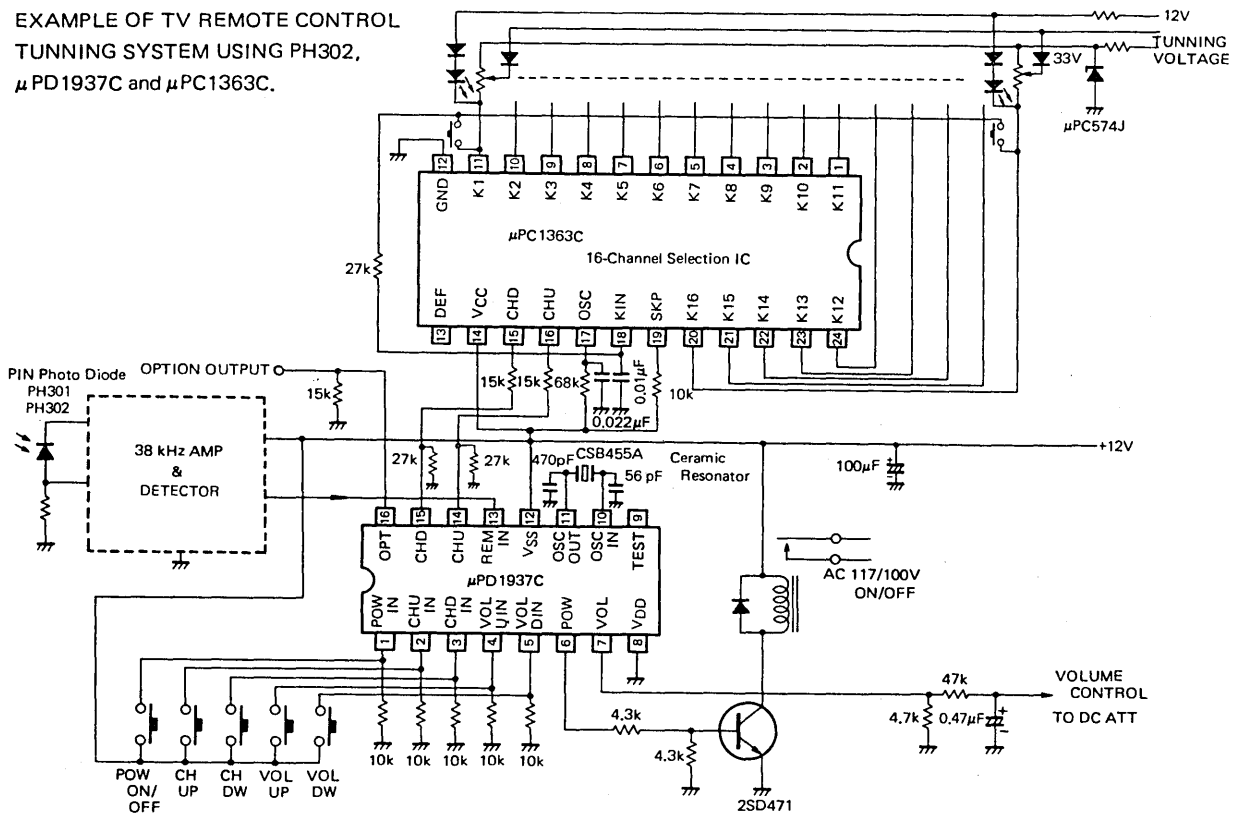 EXAMPLE OF TV REMOTE CONTROL
TUNNING SYSTEM USING PH302,
μPD1937C and μPC1363C.
12V
TUNNING
VOLTAGE
33V
μPC574J
12 11 10 9 8 7 6 5 4 3 2 1
GND K1 K2 K3 K4 K5 K6 K7 K8 K9 K10 K11
μPC1363C
16-Channel Selection IC
27k
DEF VCC CHD CHU OSC KIN SKP K16 K15 K14 K13 K12
13 14 15 16 17 18 19 20 21 22 23 24
PIN Photo Diode
PH301
PH302
OPTION OUTPUT
15k
15k 15k 68k 0.01μF 10k
0.022μF
38 kHz AMP
&
DETECTOR
27k 27k
470pF CSB455A
56 pF
Ceramic
Resonator
100μF
+12V
16 15 14 13 12 11 10 9
OPT CHD CHU REM IN VSS OSC OUT OSC IN TEST
μPD1937C
POW IN CHU IN CHD IN VOL UIN VOL DIN POW VOL VDD
1 2 3 4 5 6 7 8
AC 117/100V
ON/OFF
10k 10k 10k 10k 10k
4.3k
4.3k
2SD471
47k
4.7k
0.47μF
VOLUME
CONTROL
TO DC ATT
POW
ON/
OFF
CH
UP
CH
DW
VOL
UP
VOL
DW